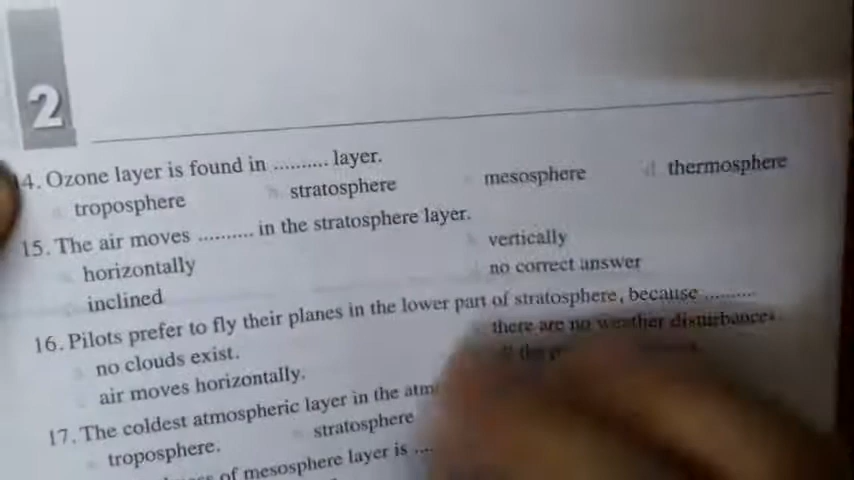 2
14. Ozone layer is found in .......... layer.
troposphere stratosphere mesosphere d thermosphere
15. The air moves .......... in the stratosphere layer.
horizontally vertically
inclined no correct answer
16. Pilots prefer to fly their planes in the lower part of stratosphere, because ..........
no clouds exist. there are no weather disturbances.
air moves horizontally.
17. The coldest atmospheric layer in the
troposphere. stratosphere
of mesosphere layer is ....